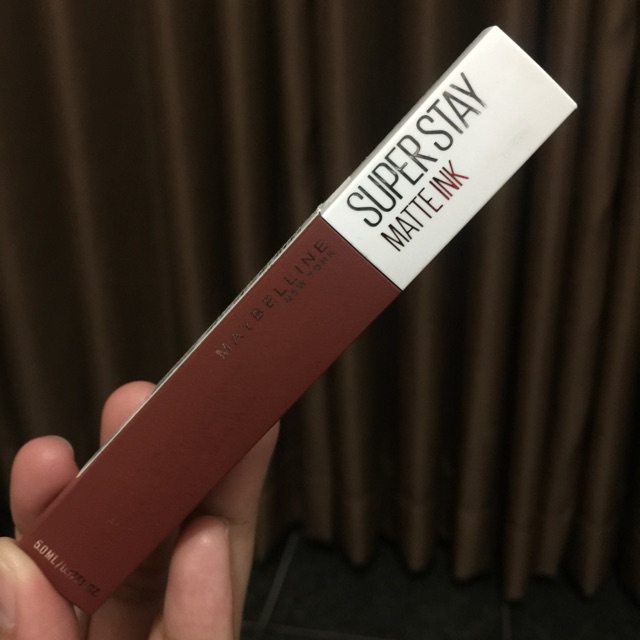 SUPER STAY
MATTE INK
MAYBELLINE
NEW YORK